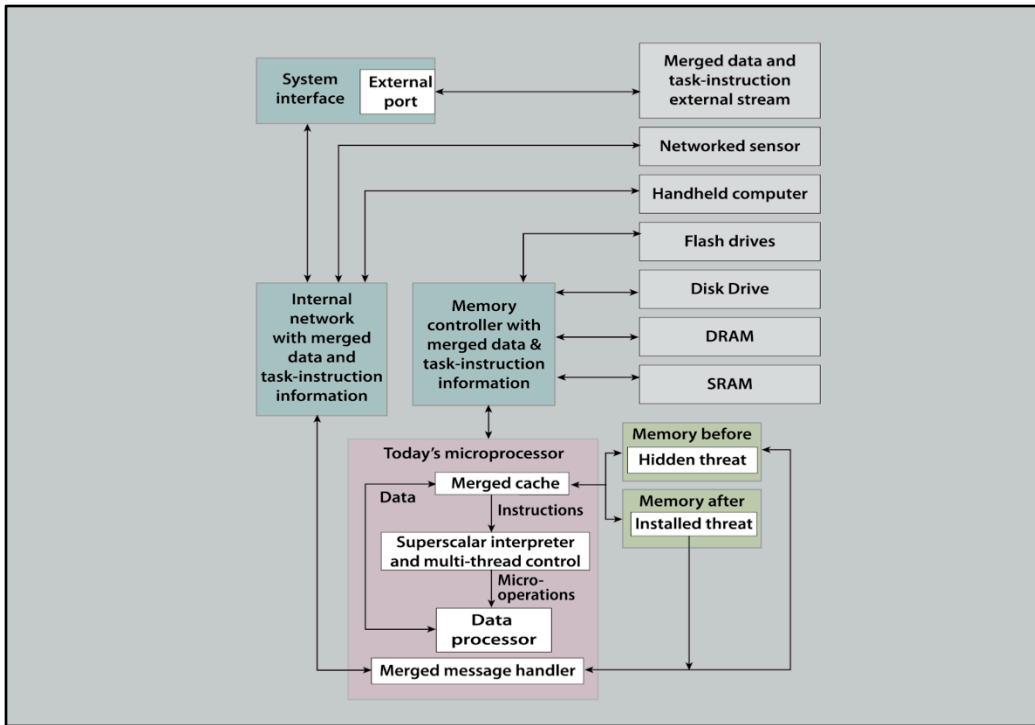 System
interface
External
port
Merged data and
task-instruction
external stream
Networked sensor
Handheld computer
Flash drives
Disk Drive
DRAM
SRAM
Internal
network
with merged
data and
task-instruction
information
Memory
controller with
merged data &
task-instruction
information
Today's microprocessor
Merged cache
Data
Instructions
Superscalar interpreter
and multi-thread control
Micro-
operations
Data
processor
Merged message handler
Memory before
Hidden threat
Memory after
Installed threat